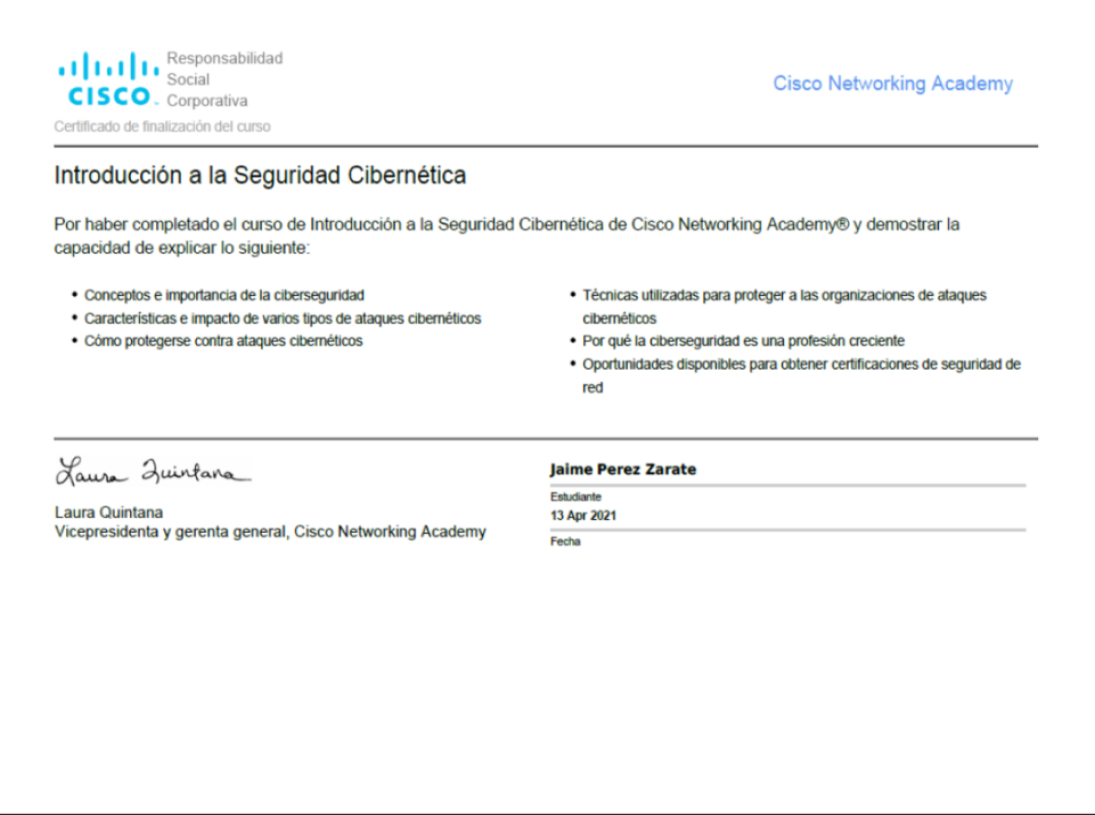 Responsabilidad
Social
Corporativa
CISCO
Cisco Networking Academy
Certificado de finalización del curso
Introducción a la Seguridad Cibernética
Por haber completado el curso de Introducción a la Seguridad Cibernética de Cisco Networking Academy® y demostrar la
capacidad de explicar lo siguiente:
• Conceptos e importancia de la ciberseguridad
• Características e impacto de varios tipos de ataques cibernéticos
• Cómo protegerse contra ataques cibernéticos
• Técnicas utilizadas para proteger a las organizaciones de ataques
cibernéticos
• Por qué la ciberseguridad es una profesión creciente
• Oportunidades disponibles para obtener certificaciones de seguridad de
red
Laura Quintana
Laura Quintana
Vicepresidenta y gerenta general, Cisco Networking Academy
Jaime Perez Zarate
Estudiante
13 Apr 2021
Fecha